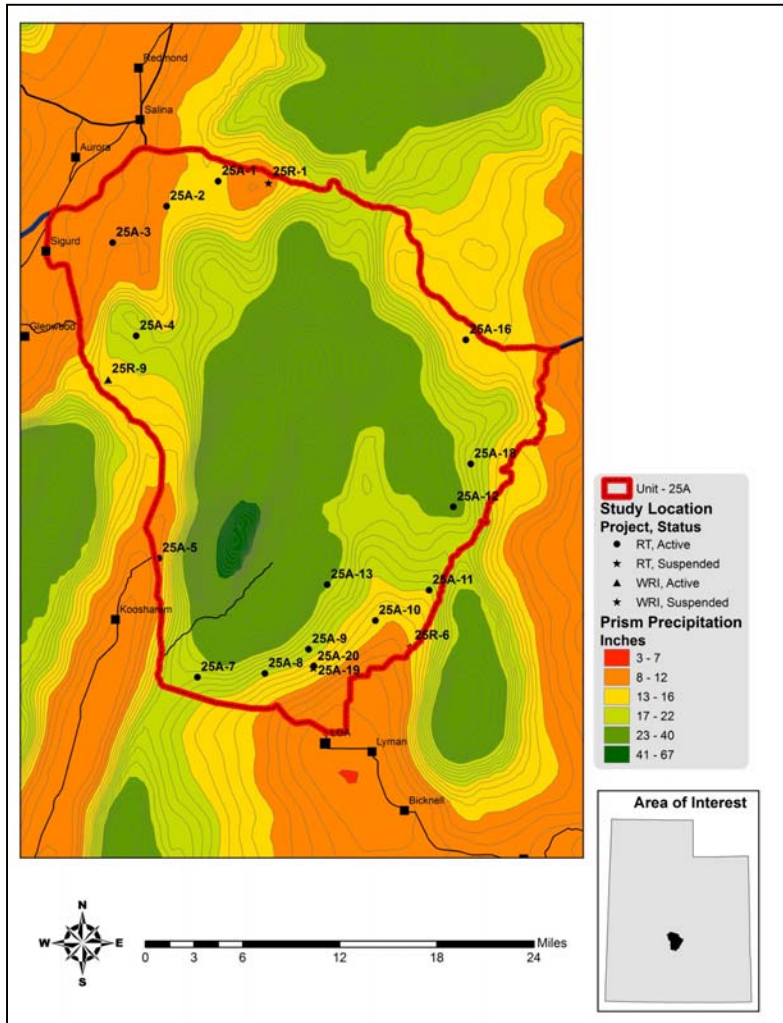 Redmond
Salina
Aurora
25A-1
25R-1
25A-2
25A-3
Sigurd
Glenwood
25A-4
25A-16
25R-9
25A-18
25A-12
25A-5
25A-13
25A-11
Koosharem
25A-10
25R-6
25A-9
25A-20
25A-8
25A-19
25A-7
LOA
Lyman
Bicknell
Unit - 25A
Study Location
Project, Status
RT, Active
RT, Suspended
WRI, Active
WRI, Suspended
Prism Precipitation
Inches
3 - 7
8 - 12
13 - 16
17 - 22
23 - 40
41 - 67
Area of Interest
N
W E
S
Miles
0 3 6 12 18 24